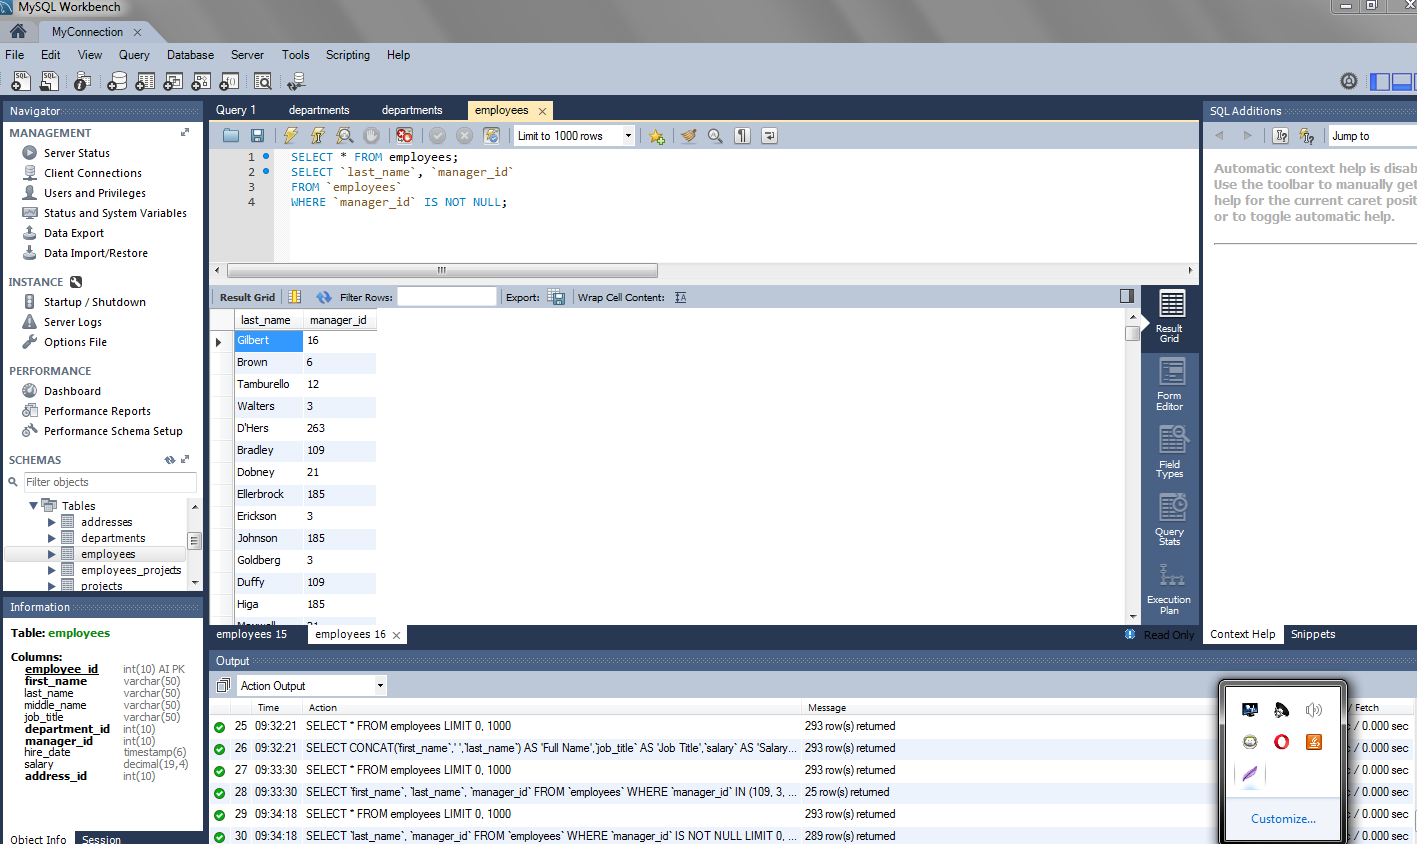 MySQL Workbench
MyConnection
File Edit View Query Database Server Tools Scripting Help
Navigator
MANAGEMENT
Server Status
Client Connections
Users and Privileges
Status and System Variables
Data Export
Data Import/Restore
INSTANCE
Startup / Shutdown
Server Logs
Options File
PERFORMANCE
Dashboard
Performance Reports
Performance Schema Setup
SCHEMAS
Filter objects
Tables
addresses
departments
employees
employees_projects
projects
Information
Table: employees
Columns:
employee_id int(10) AI PK
first_name varchar(50)
last_name varchar(50)
middle_name varchar(50)
job_title varchar(50)
department_id int(10)
manager_id int(10)
hire_date timestamp(6)
salary decimal(19,4)
address_id int(10)
Object Info Session
Query 1 departments departments employees
Limit to 1000 rows
1 SELECT * FROM employees;
2 SELECT `last_name`, `manager_id`
3 FROM `employees`
4 WHERE `manager_id` IS NOT NULL;
Result Grid Filter Rows: Export: Wrap Cell Content:
last_name manager_id
Gilbert 16
Brown 6
Tamburello 12
Walters 3
D'Hers 263
Bradley 109
Dobney 21
Ellerbrock 185
Erickson 3
Johnson 185
Goldberg 3
Duffy 109
Higa 185
Result
Grid
Form
Editor
Field
Types
Query
Stats
Execution
Plan
employees 15 employees 16 Read Only
SQL Additions
Jump to
Automatic context help is disab
Use the toolbar to manually get
help for the current caret posit
or to toggle automatic help.
Context Help Snippets
Output
Action Output
Time Action Message / Fetch
25 09:32:21 SELECT * FROM employees LIMIT 0, 1000 293 row(s) returned / 0.000 sec
26 09:32:21 SELECT CONCAT(`first_name`,' ',`last_name`) AS 'Full Name',`job_title` AS 'Job Title',`salary` AS 'Salary... 293 row(s) returned / 0.000 sec
27 09:33:30 SELECT * FROM employees LIMIT 0, 1000 293 row(s) returned / 0.000 sec
28 09:33:30 SELECT `first_name`, `last_name`, `manager_id` FROM `employees` WHERE `manager_id` IN (109, 3, ... 25 row(s) returned / 0.000 sec
29 09:34:18 SELECT * FROM employees LIMIT 0, 1000 293 row(s) returned / 0.000 sec
30 09:34:18 SELECT `last_name`, `manager_id` FROM `employees` WHERE `manager_id` IS NOT NULL LIMIT 0, ... 289 row(s) returned / 0.000 sec
Customize...